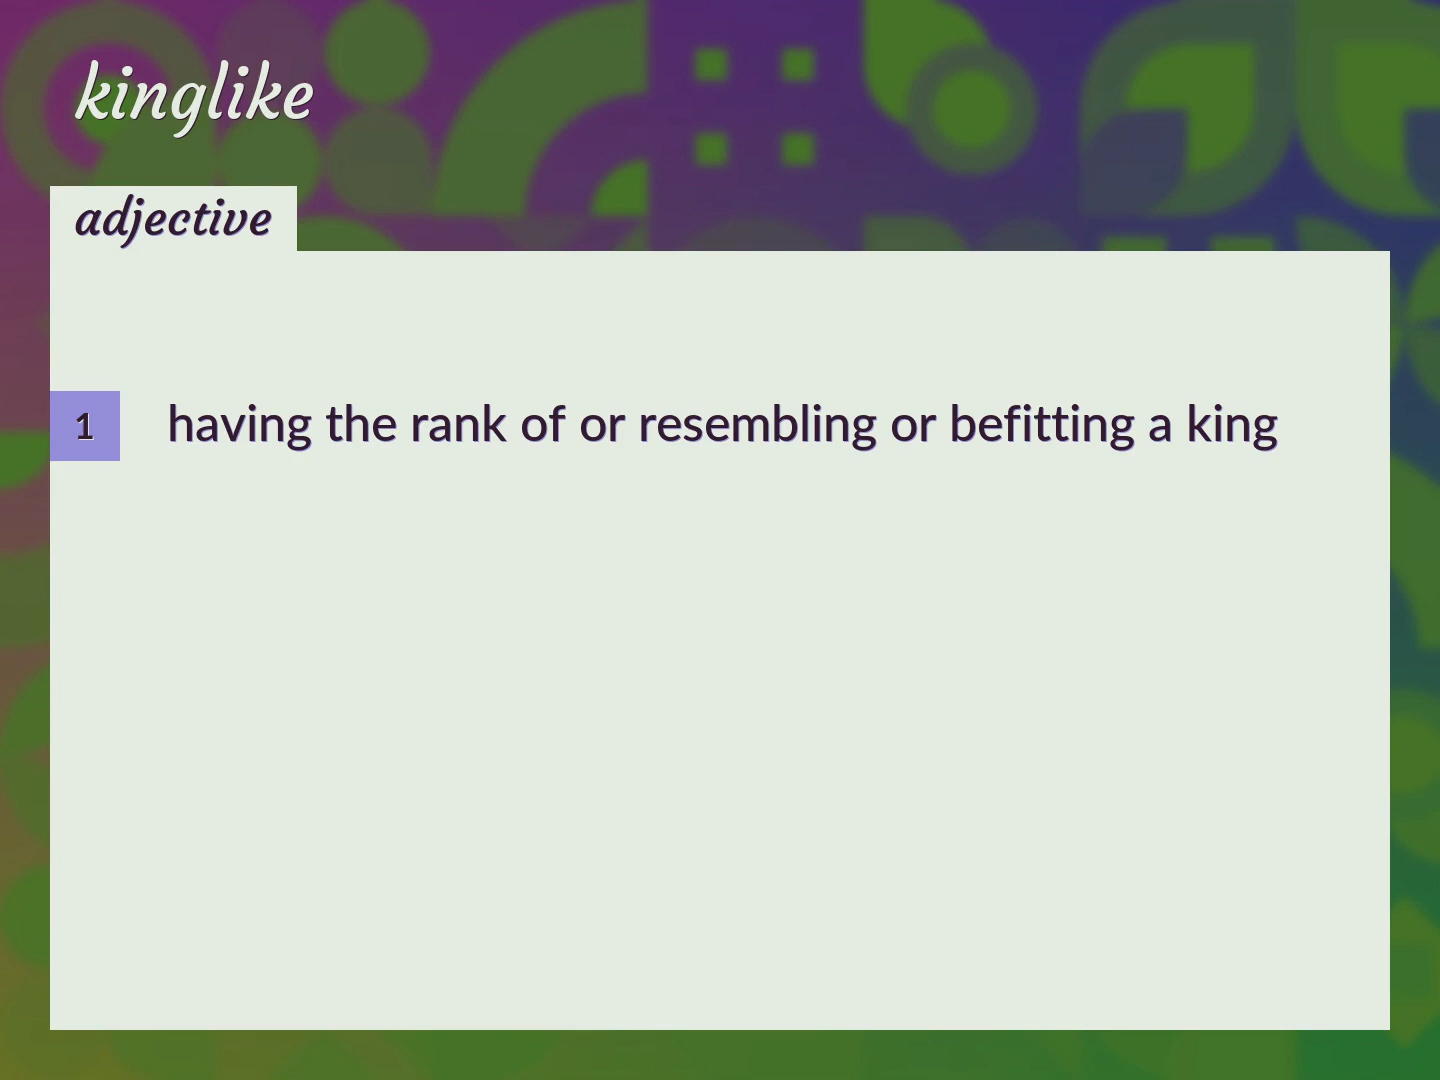 kinglike
adjective
1 having the rank of or resembling or befitting a king